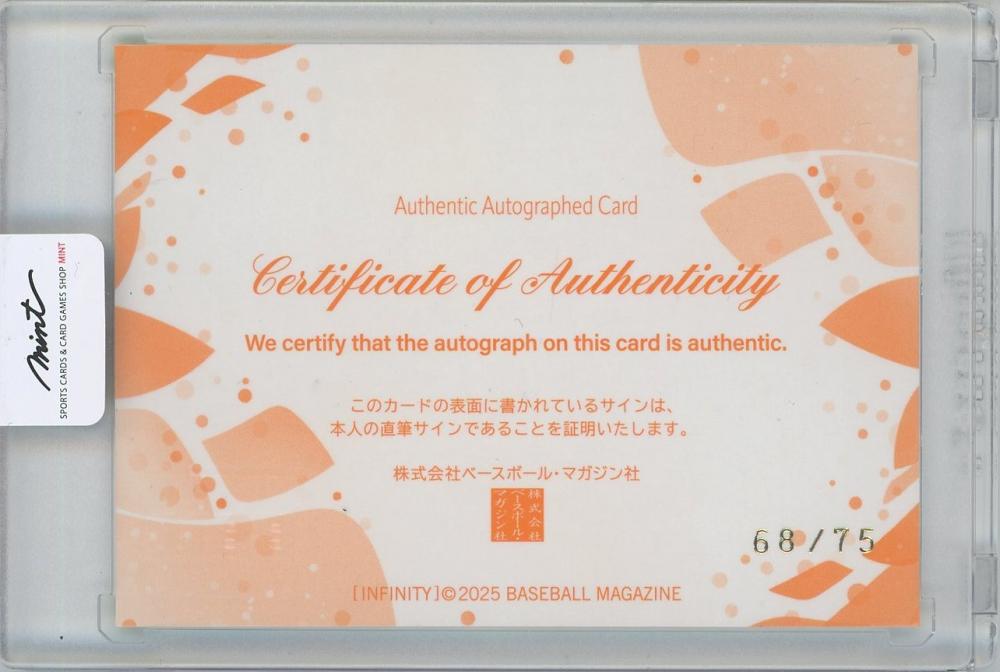 Authentic Autographed Card
Certificate of Authenticity
We certify that the autograph on this card is authentic.
このカードの表面に書かれているサインは、
本人の直筆サインであることを証明いたします。
株式会社ベースボール・マガジン社
株式会社
ベースボール・
マガジン社
68/75
[INFINITY]©2025 BASEBALL MAGAZINE
mint
SPORTS CARDS & CARD GAMES SHOP MINT